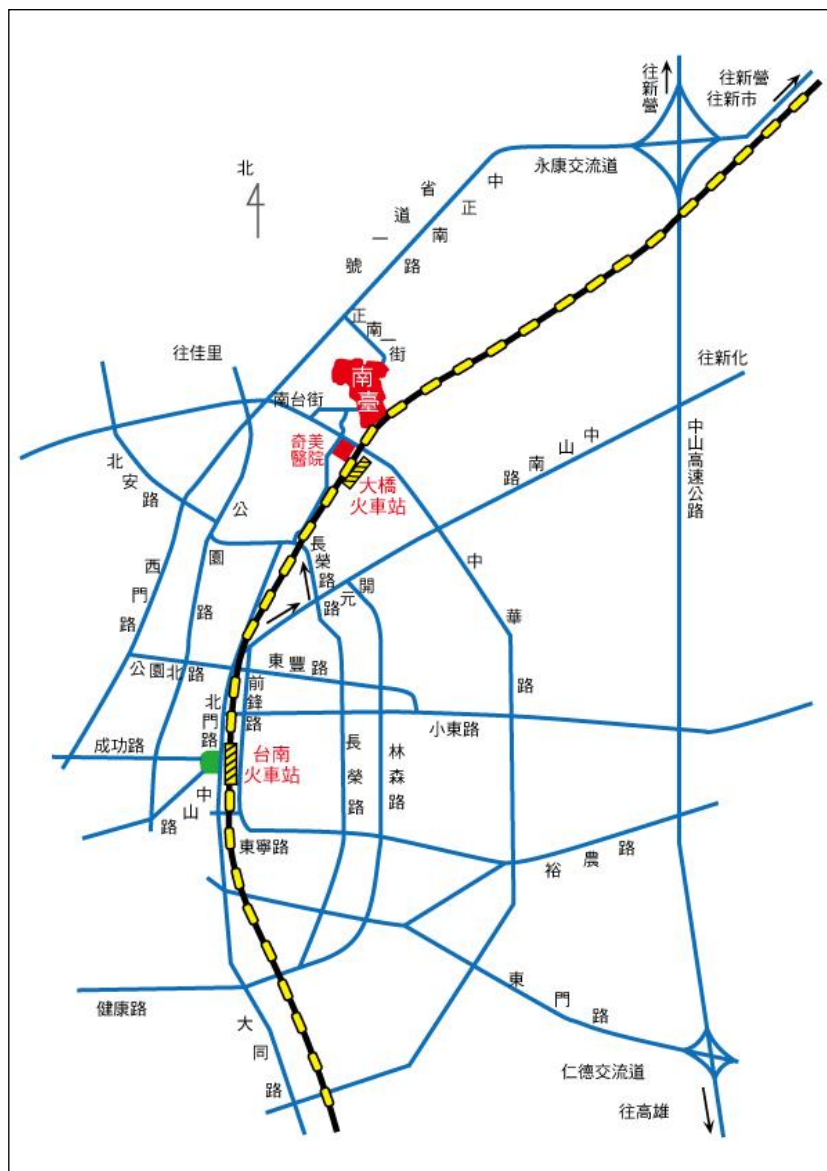 往新營
往新營
往新市
永康交流道
北
省道一號
中正南路
正南一街
往佳里
南臺
往新化
南台街
奇美
醫院
大橋
火車站
中山南路
中山高速公路
北安路
公園路
長榮路
開元路
中華路
西門路
公園北路
東豐路
北門路
前鋒路
小東路
成功路
台南
火車站
長榮路
林森路
中山路
東寧路
裕農路
健康路
東門路
大同路
仁德交流道
往高雄